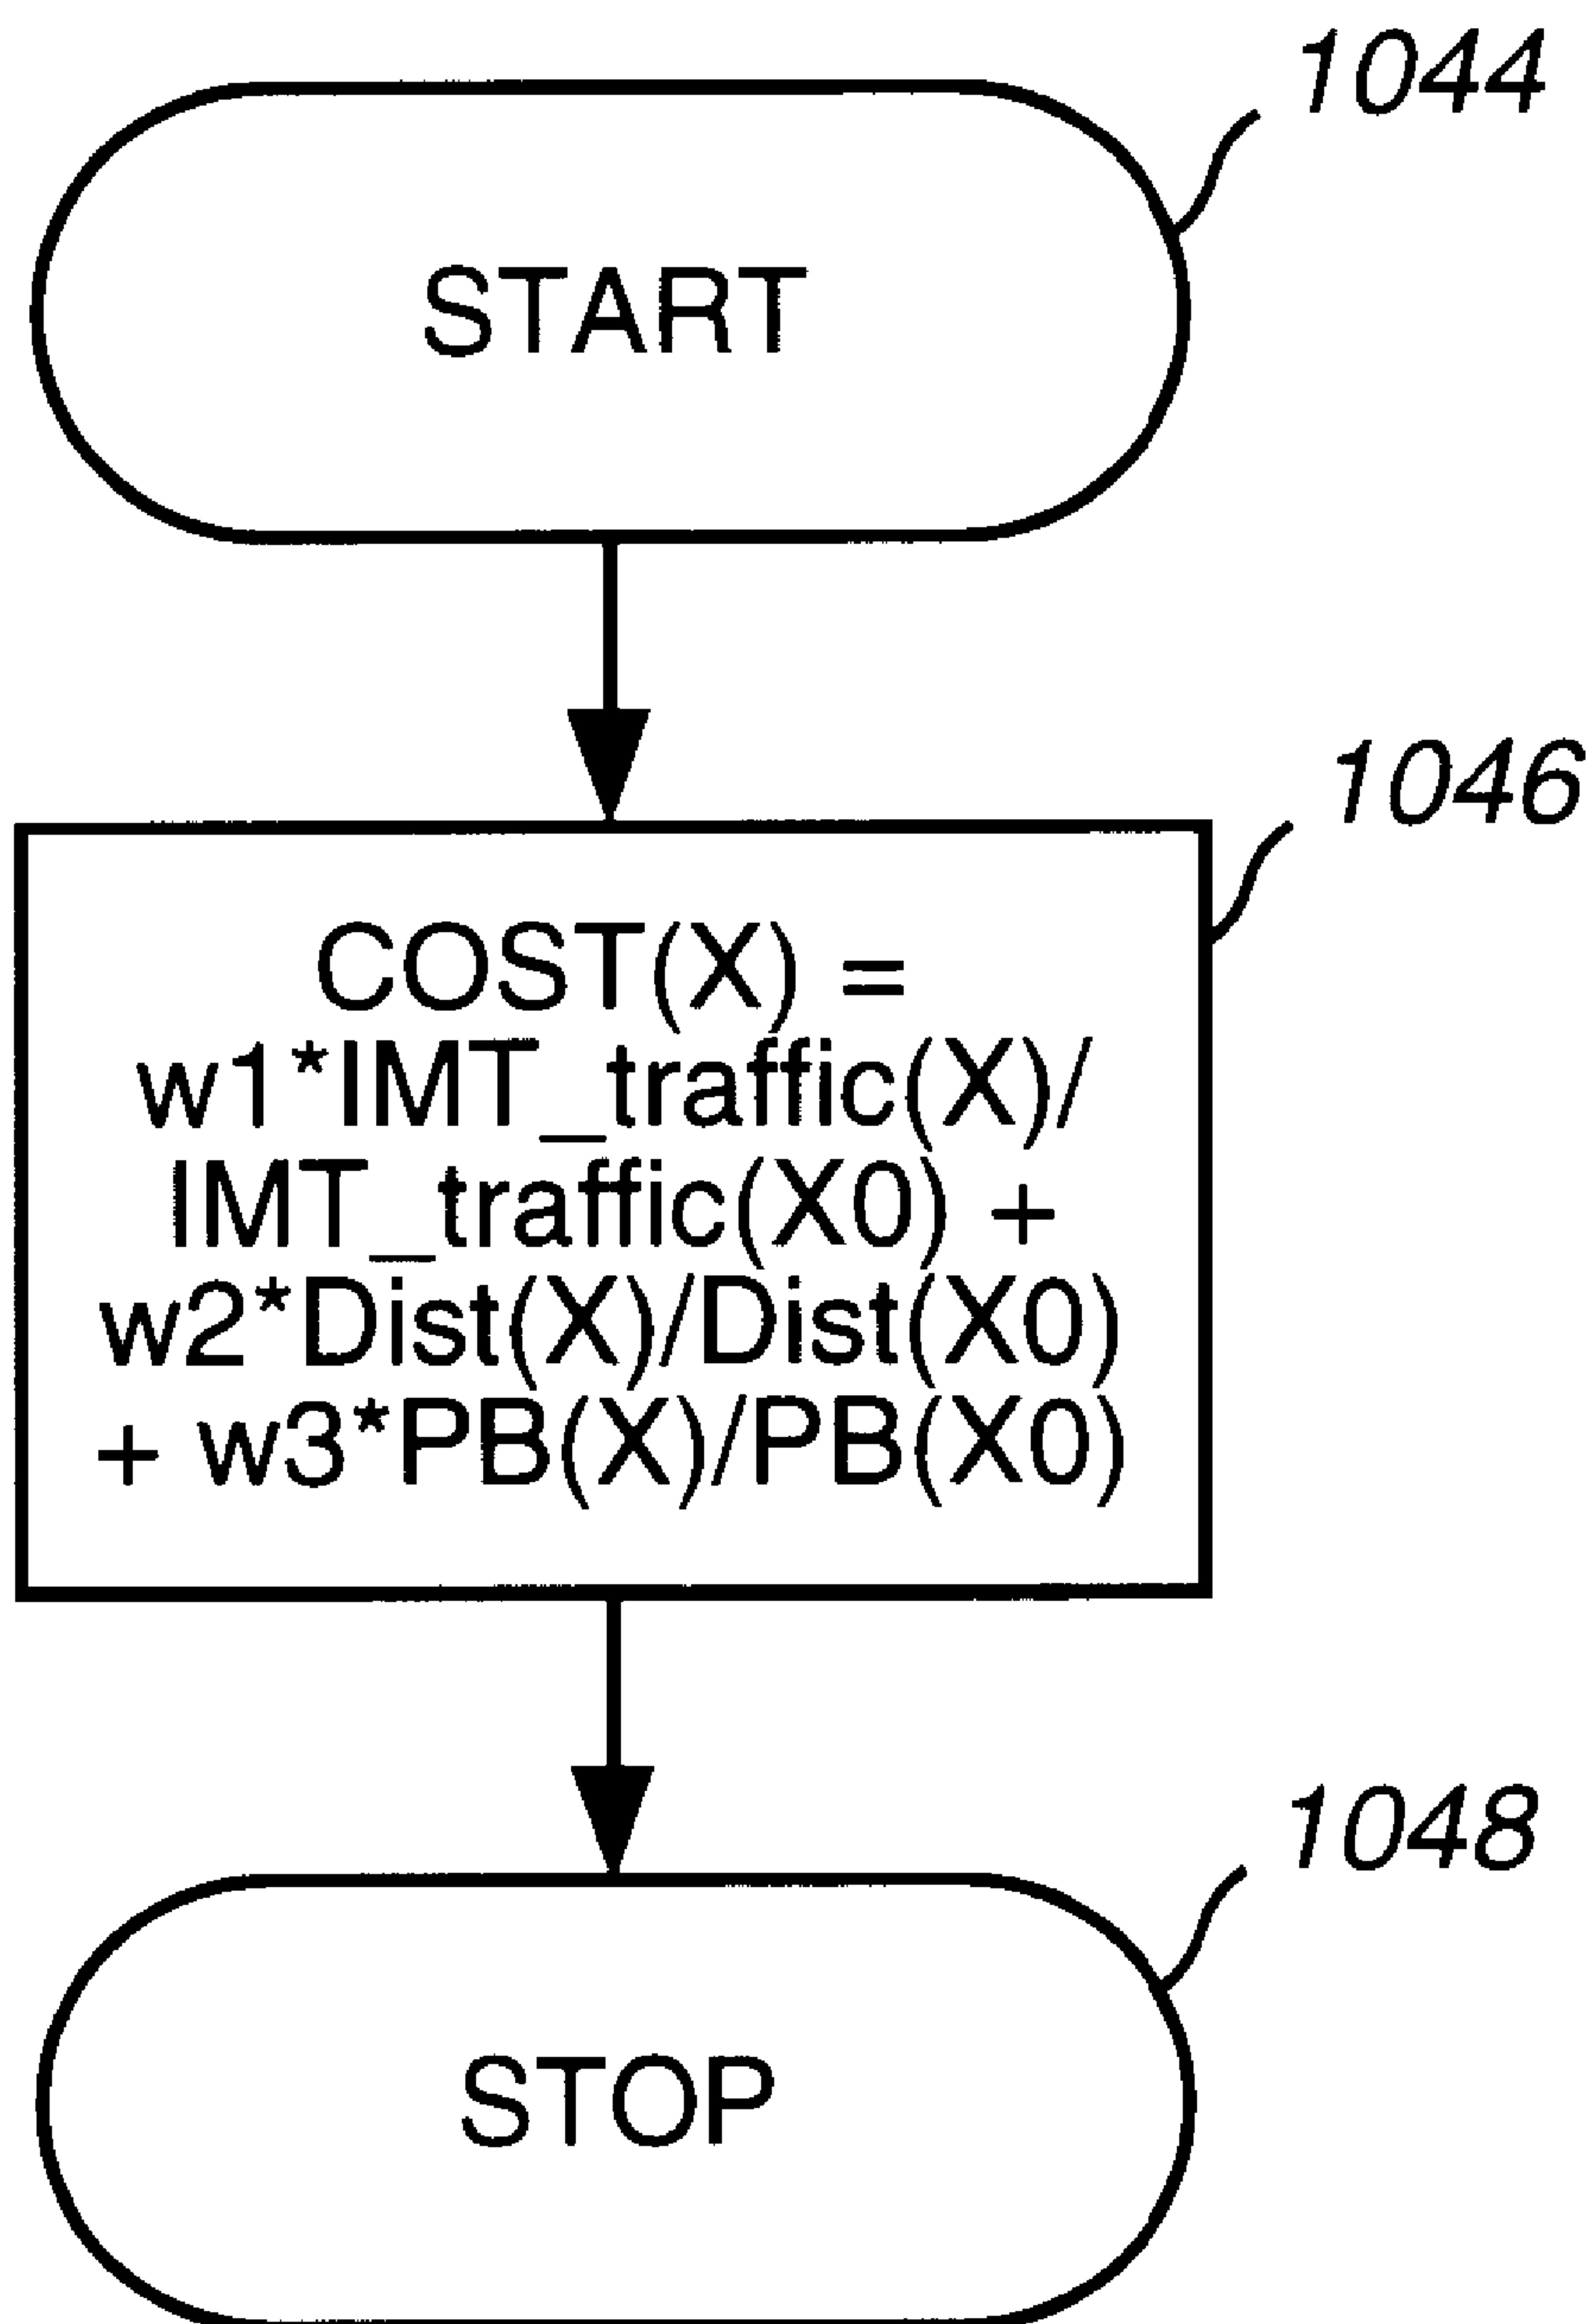 1044
START
1046
COST(X) =
w1*IMT_traffic(X)/
IMT_traffic(X0) +
w2*Dist(X)/Dist(X0)
+ w3*PB(X)/PB(X0)
1048
STOP